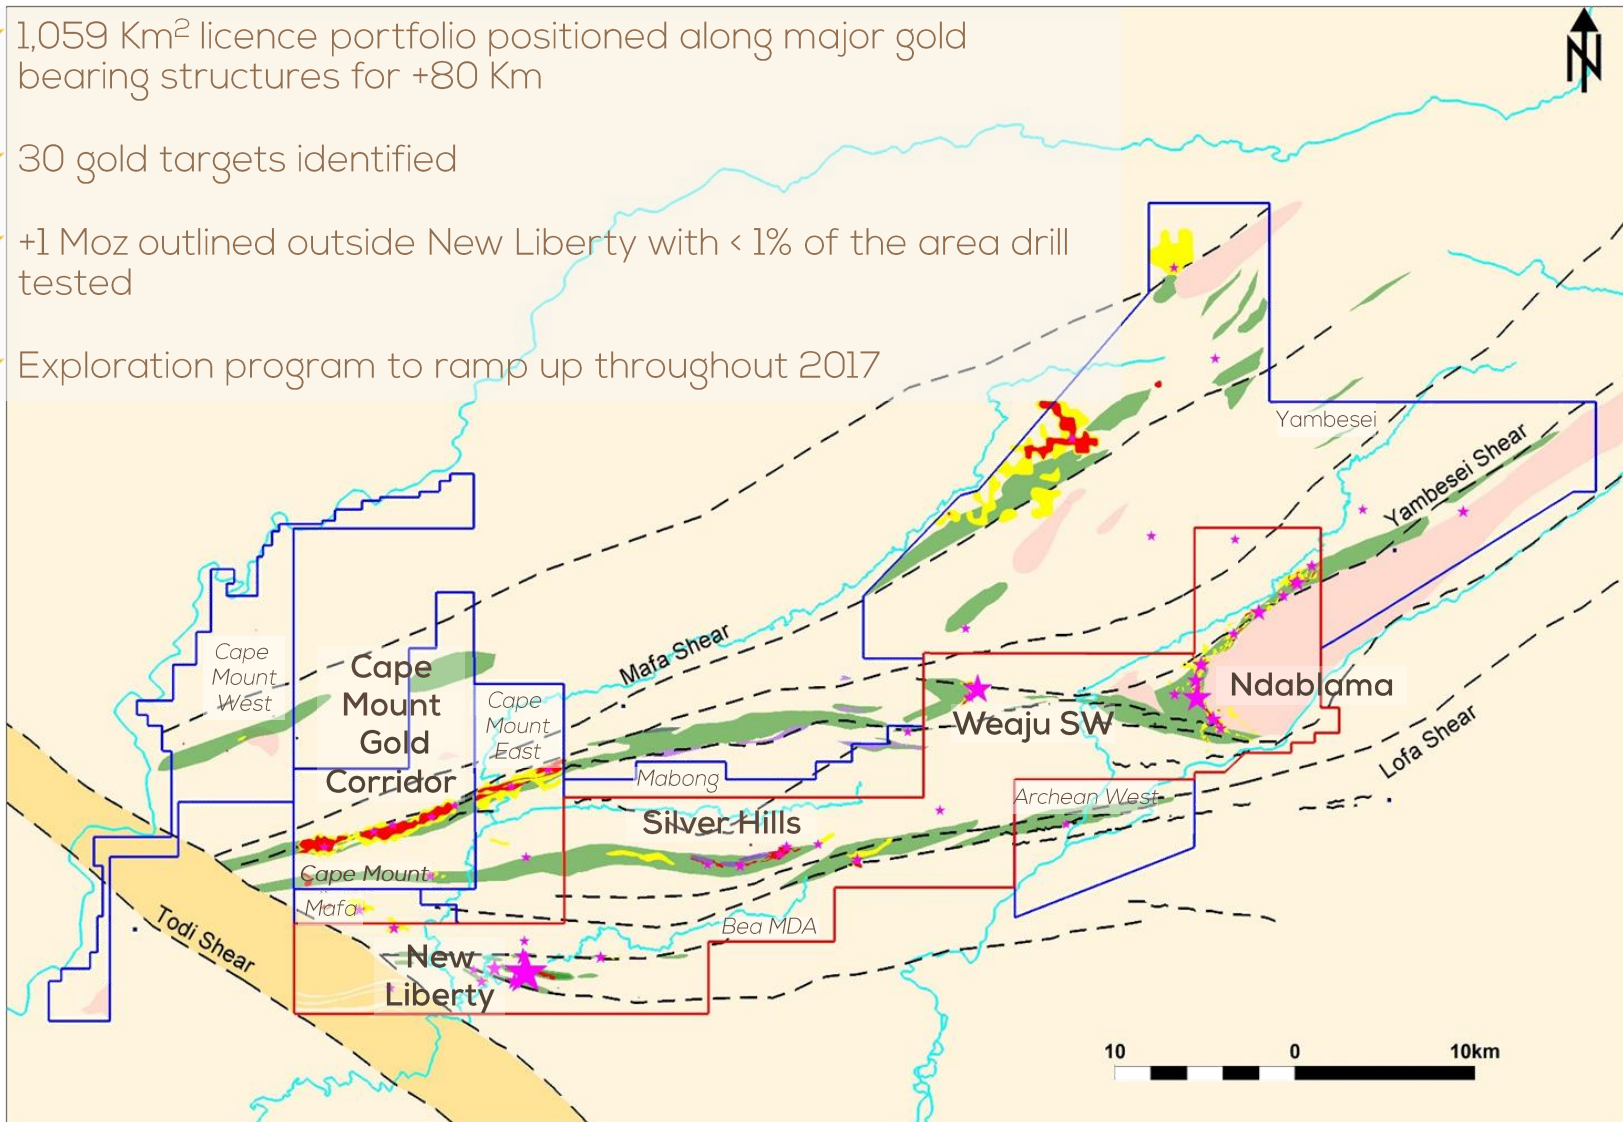 1,059 Km² licence portfolio positioned along major gold
bearing structures for +80 Km
30 gold targets identified
+1 Moz outlined outside New Liberty with < 1% of the area drill
tested
Exploration program to ramp up throughout 2017
N
Yambesei
Yambesei Shear
Mafa Shear
Cape
Mount
West
Cape
Mount
Gold
Corridor
Cape
Mount
East
Ndablama
Weaju SW
Lofa Shear
Mabong
Archean West
Silver Hills
Cape Mount
Mafa
Bea MDA
Todi Shear
New
Liberty
10 0 10km